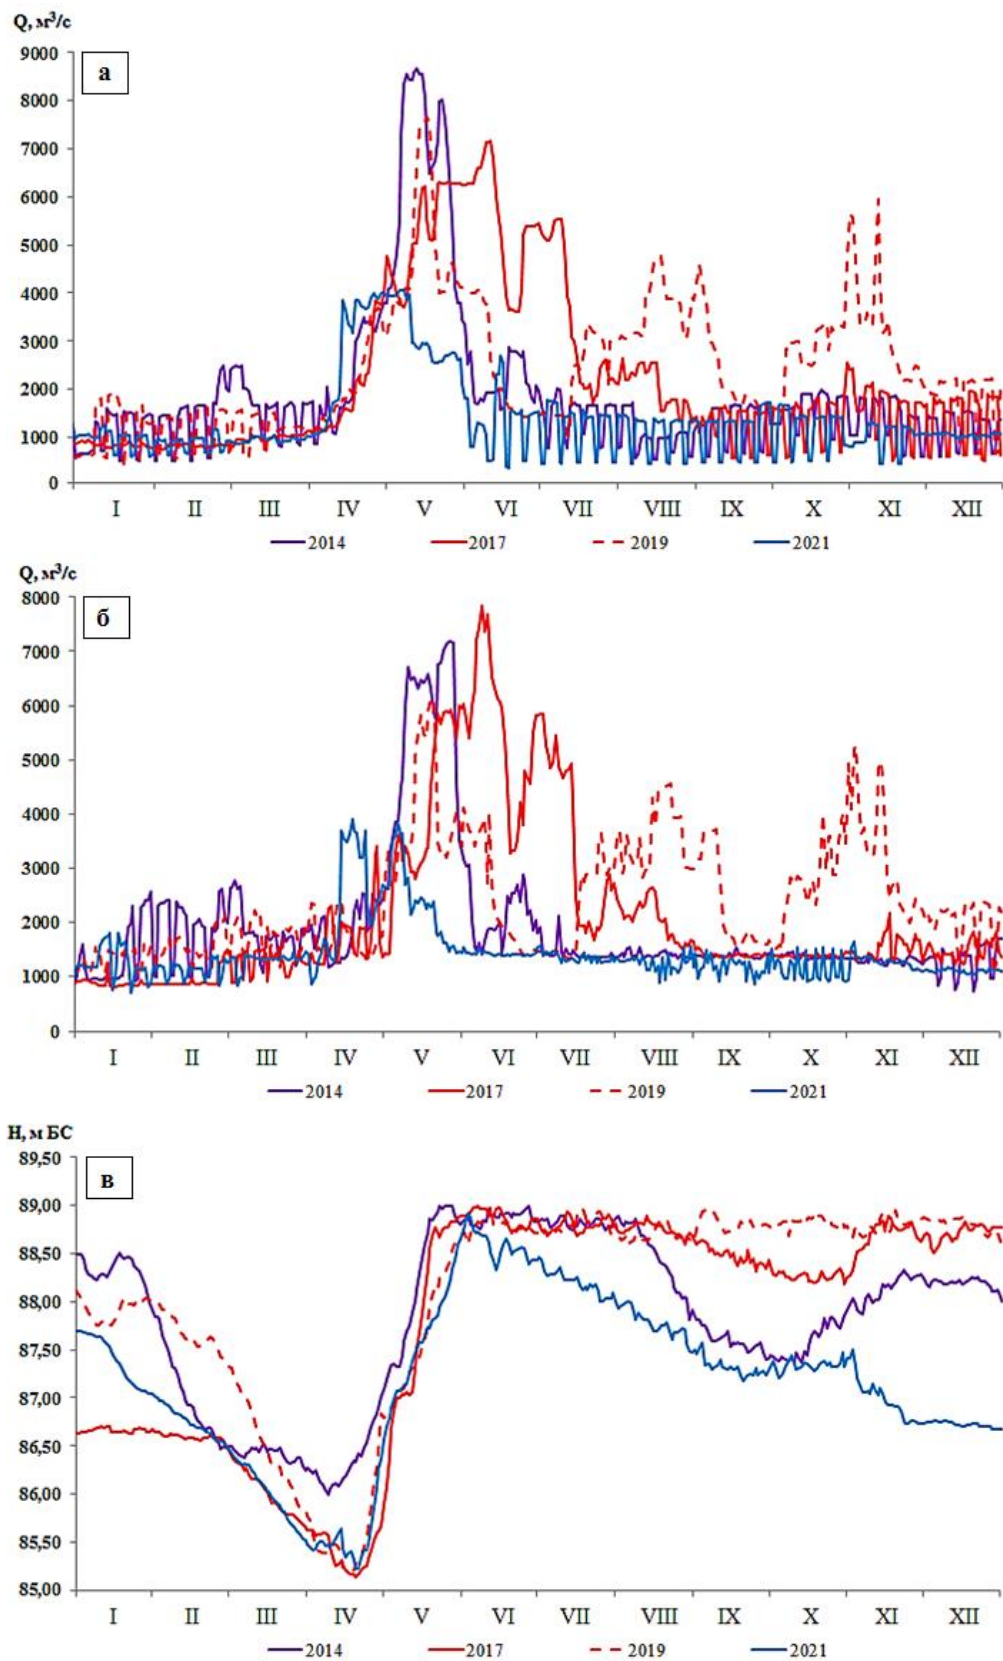 Q, м³/с
а
9000
8000
7000
6000
5000
4000
3000
2000
1000
0
I II III IV V VI VII VIII IX X XI XII
2014 2017 2019 2021
Q, м³/с
б
8000
7000
6000
5000
4000
3000
2000
1000
0
I II III IV V VI VII VIII IX X XI XII
2014 2017 2019 2021
Н, м БС
в
89,50
89,00
88,50
88,00
87,50
87,00
86,50
86,00
85,50
85,00
I II III IV V VI VII VIII IX X XI XII
2014 2017 2019 2021